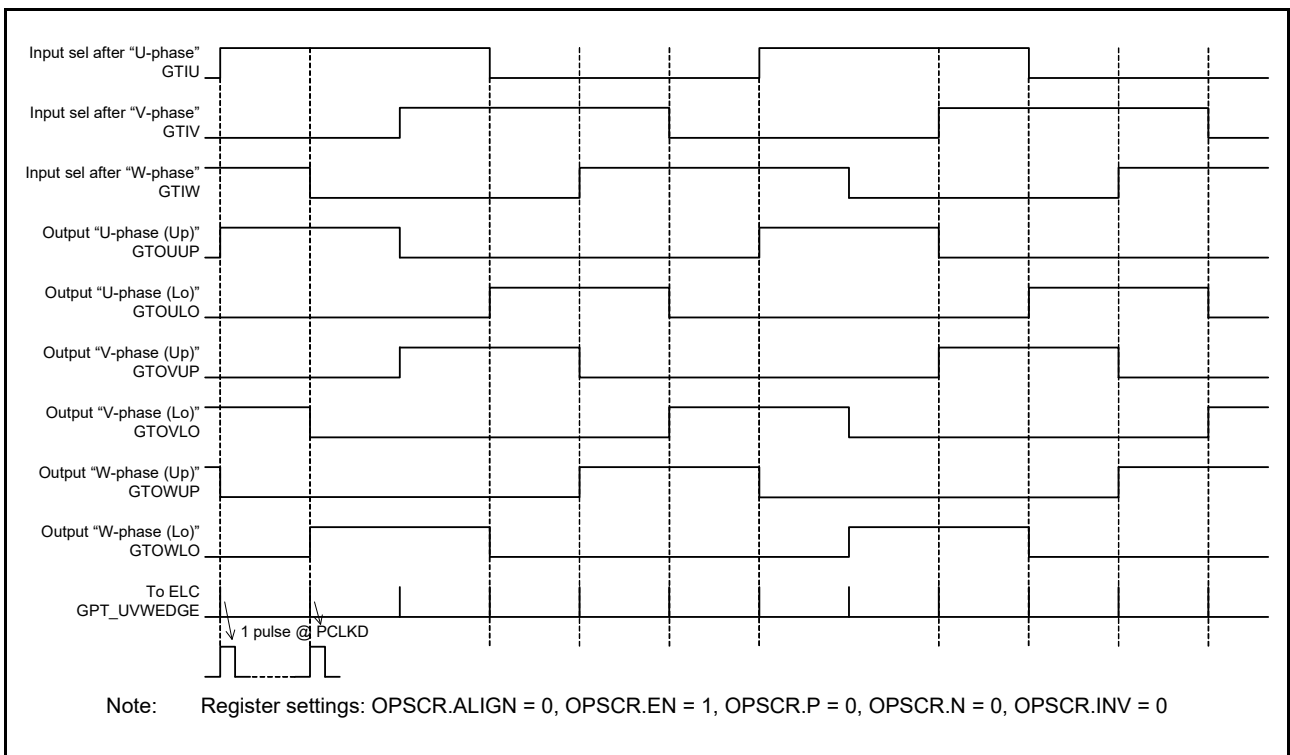 Input sel after “U-phase”
GTIU
Input sel after “V-phase”
GTIV
Input sel after “W-phase”
GTIW
Output “U-phase (Up)”
GTOUUP
Output “U-phase (Lo)”
GTOULO
Output “V-phase (Up)”
GTOVUP
Output “V-phase (Lo)”
GTOVLO
Output “W-phase (Up)”
GTOWUP
Output “W-phase (Lo)”
GTOWLO
To ELC
GPT_UVWEDGE
1 pulse @ PCLKD
Note: Register settings: OPSCR.ALIGN = 0, OPSCR.EN = 1, OPSCR.P = 0, OPSCR.N = 0, OPSCR.INV = 0